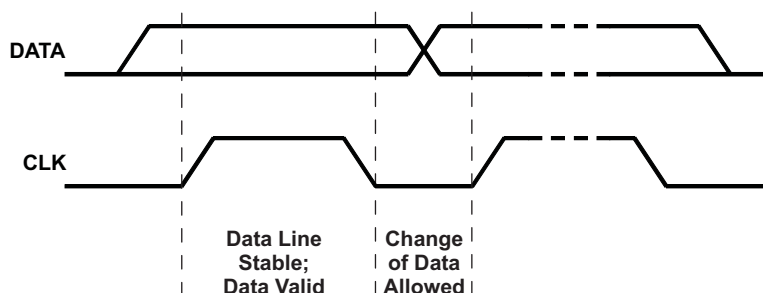 DATA
CLK
Data Line
Stable;
Data Valid
Change
of Data
Allowed